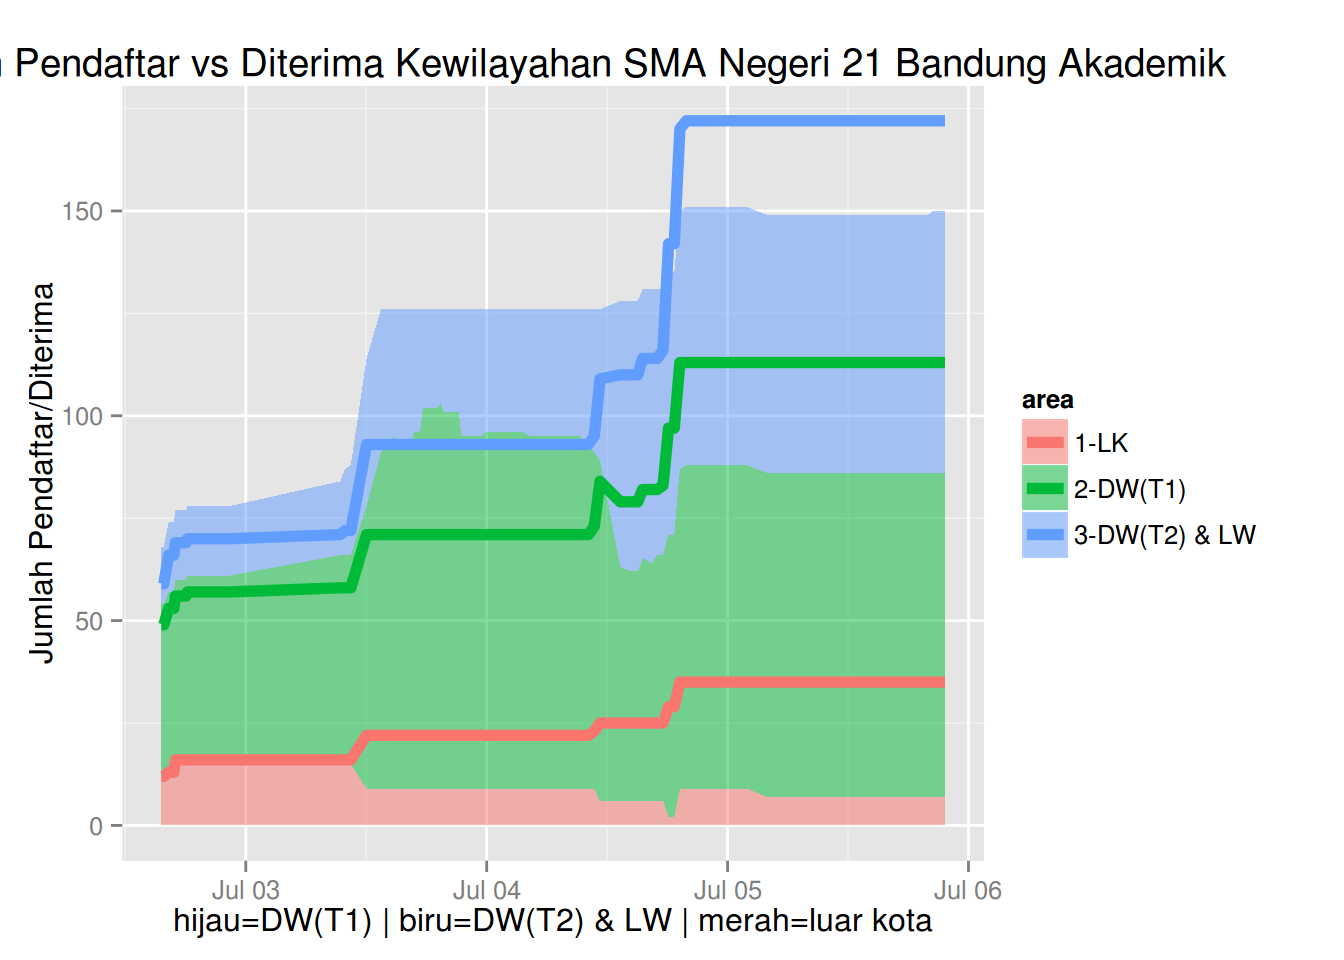 Pendaftar vs Diterima Kewilayahan SMA Negeri 21 Bandung Akademik
Jumlah Pendaftar/Diterima
150
100
50
0
Jul 03
Jul 04
Jul 05
Jul 06
hijau=DW(T1) | biru=DW(T2) & LW | merah=luar kota
area
1-LK
2-DW(T1)
3-DW(T2) & LW